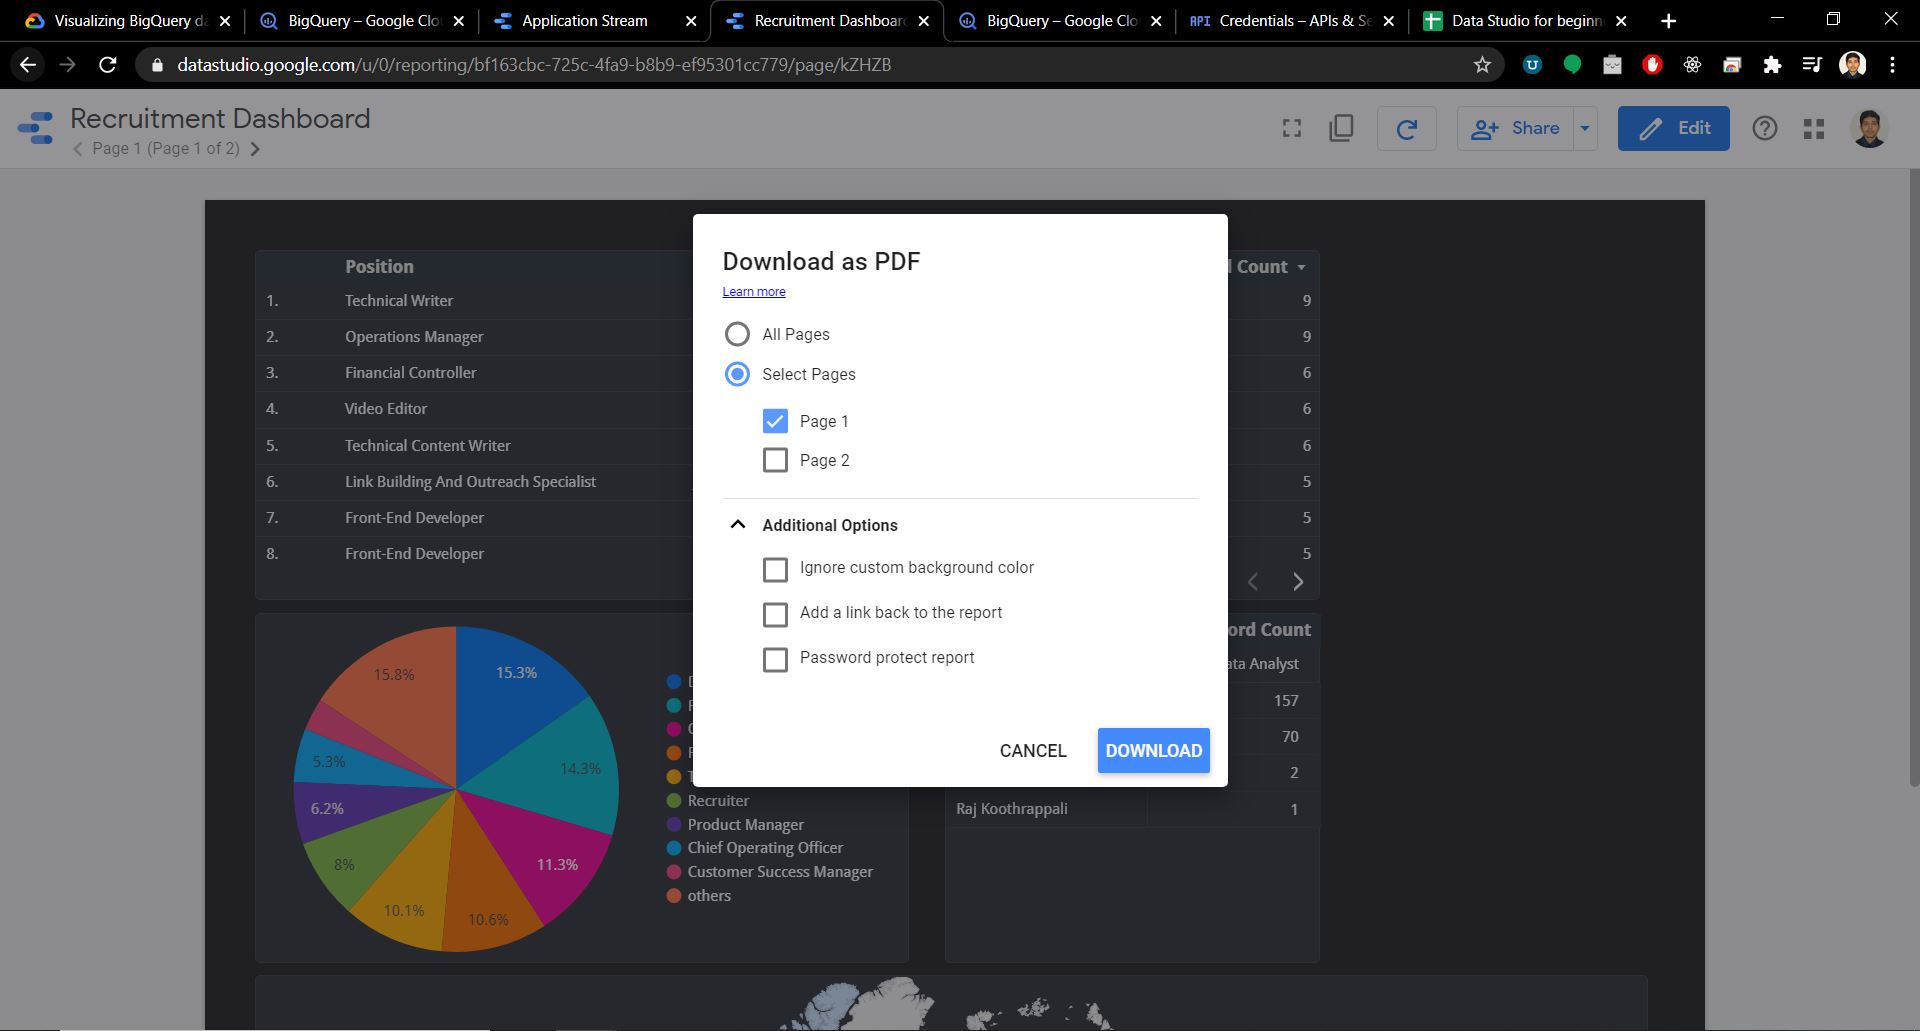 Visualizing BigQuery da
BigQuery – Google Clou
Application Stream
Recruitment Dashboard
BigQuery – Google Clou
API Credentials – APIs & Se
Data Studio for beginn
datastudio.google.com/u/0/reporting/bf163cbc-725c-4fa9-b8b9-ef95301cc779/page/kZHZB
Recruitment Dashboard
Page 1 (Page 1 of 2)
Share
Edit
Position
Count
1. Technical Writer 9
2. Operations Manager 9
3. Financial Controller 6
4. Video Editor 6
5. Technical Content Writer 6
6. Link Building And Outreach Specialist 5
7. Front-End Developer 5
8. Front-End Developer 5
Download as PDF
Learn more
All Pages
Select Pages
Page 1
Page 2
Additional Options
Ignore custom background color
Add a link back to the report
Password protect report
CANCEL
DOWNLOAD
15.3%
14.3%
11.3%
10.6%
10.1%
8%
6.2%
5.3%
15.8%
Recruiter
Product Manager
Chief Operating Officer
Customer Success Manager
others
ord Count
ata Analyst
157
70
2
Raj Koothrappali 1